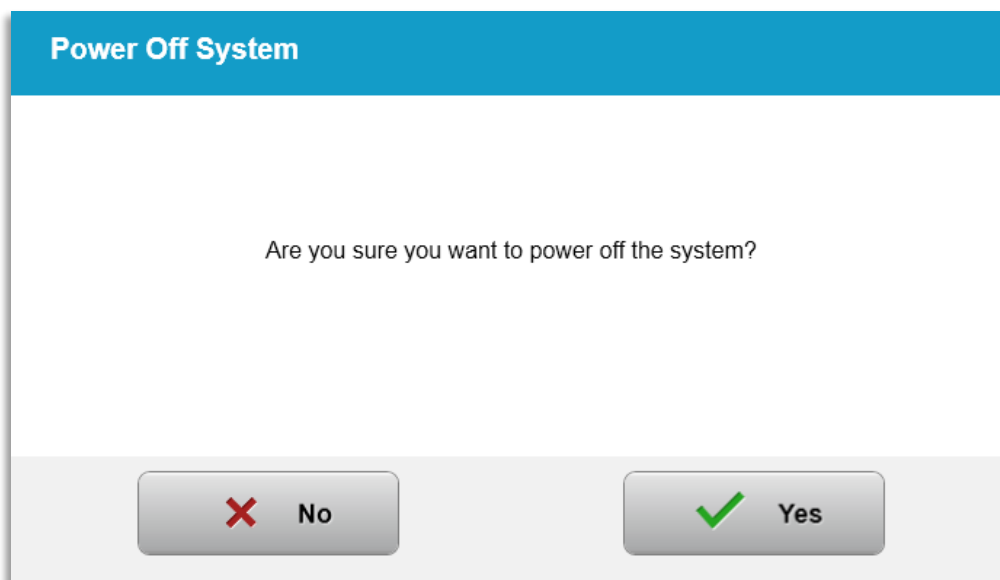 Power Off System
Are you sure you want to power off the system?
No
Yes